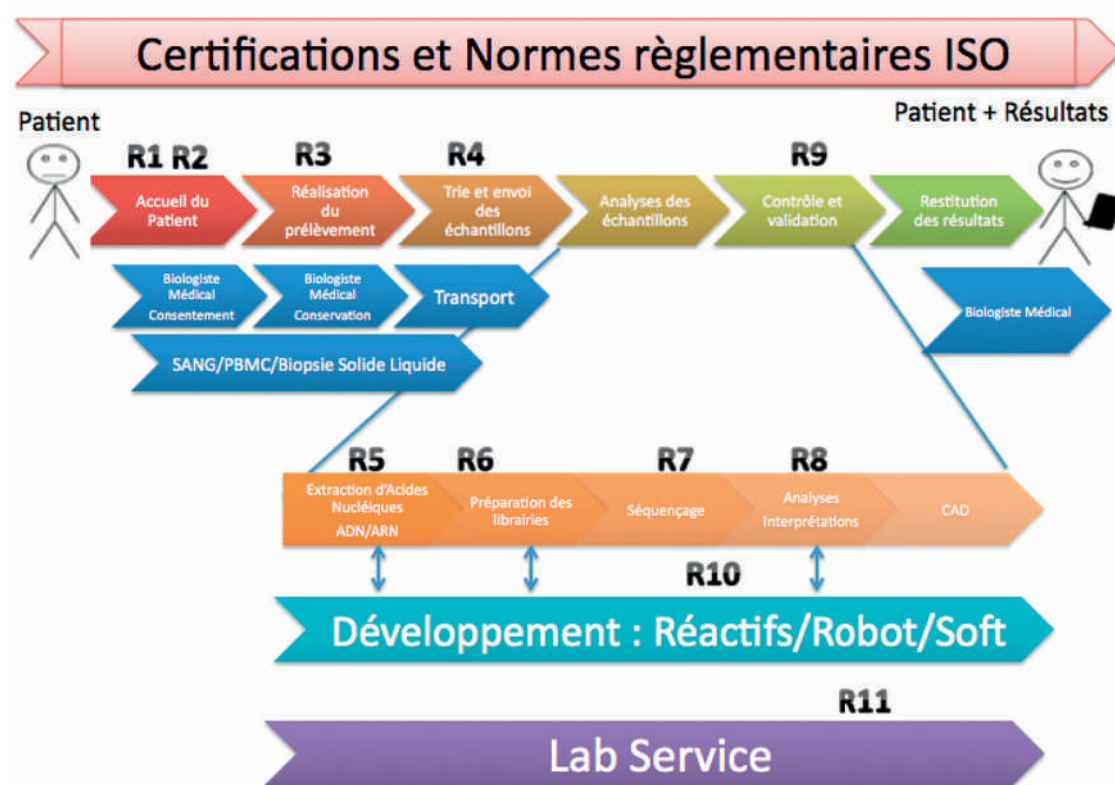 Certifications et Normes règlementaires ISO
Patient
Patient + Résultats
R1 R2
R3
R4
R9
Accueil du
Patient
Réalisation
du
prélèvement
Trie et envoi
des
échantillons
Analyses des
échantillons
Contrôle et
validation
Restitution
des résultats
Biologiste
Médical
Consentement
Biologiste
Médical
Conservation
Transport
Biologiste Médical
SANG/PBMC/Biopsie Solide Liquide
R5
R6
R7
R8
Extraction d'Acides
Nucléiques
ADN/ARN
Préparation des
librairies
Séquençage
Analyses
Interprétations
CAD
R10
Développement : Réactifs/Robot/Soft
R11
Lab Service